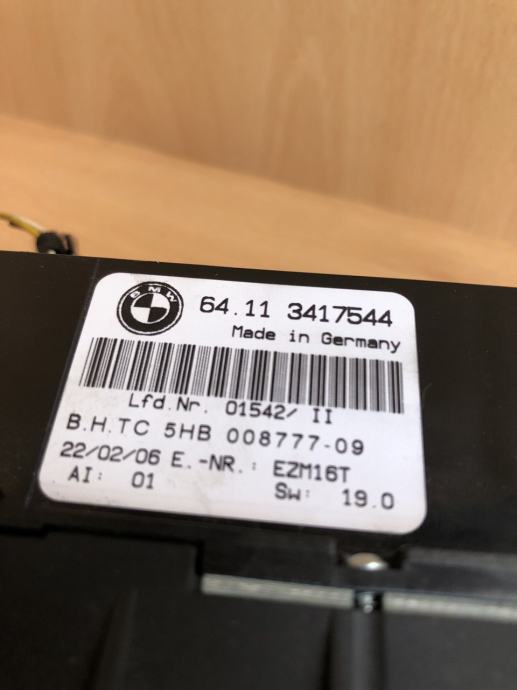 BMW
64.11 3417544
Made in Germany
Lfd.Nr. 01542/ II
B.H.TC 5HB 008777-09
22/02/06 E.-NR.: EZM16T
AI: 01 SW: 19.0